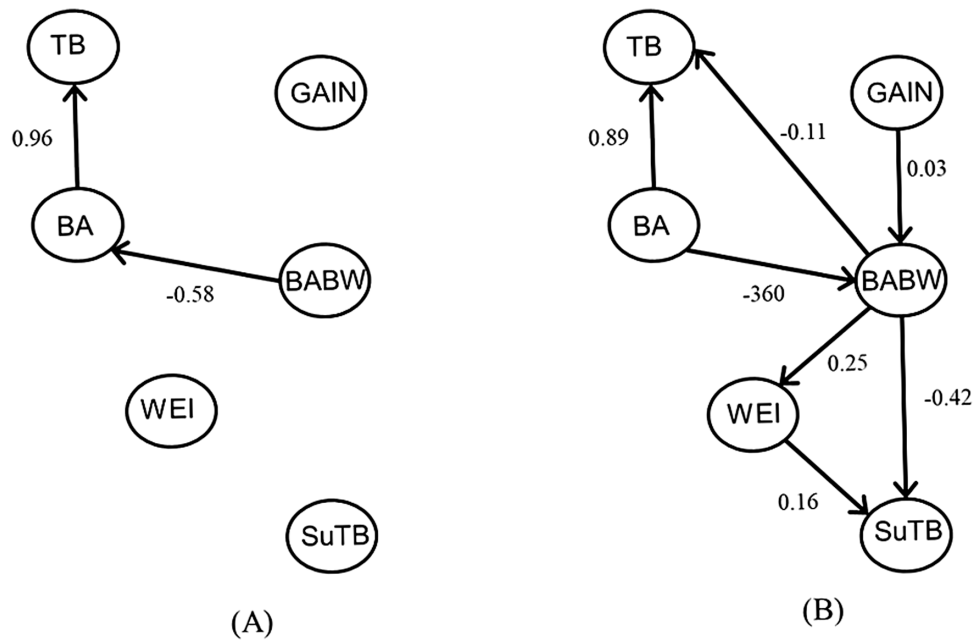 TB
GAIN
0.96
BA
BABW
-0.58
WEI
SuTB
(A)
TB
GAIN
-0.11
0.89
0.03
BA
BABW
-360
0.25
WEI
-0.42
0.16
SuTB
(B)